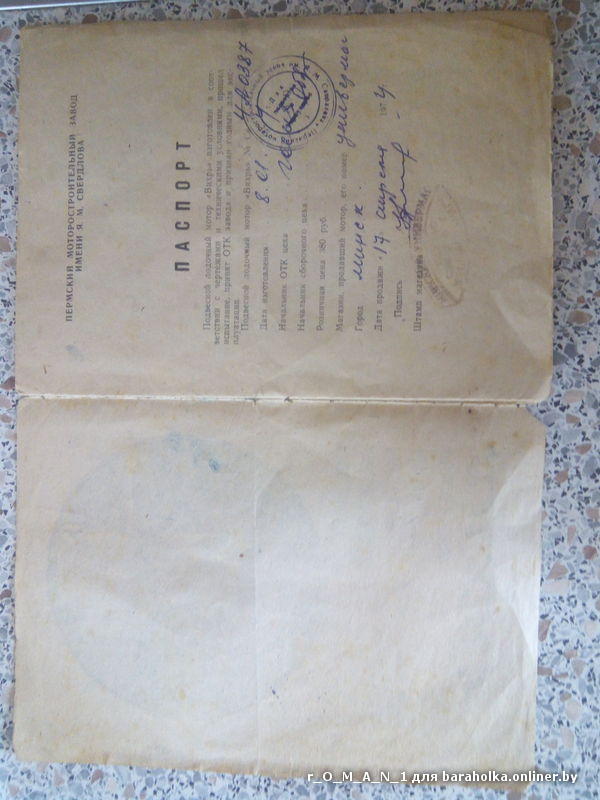 ПЕРМСКИЙ МОТОРОСТРОИТЕЛЬНЫЙ ЗАВОД
ИМЕНИ Я. М. СВЕРДЛОВА
ПАСПОРТ
Подвесной лодочный мотор «Вихрь» изготовлен в соот-
ветствии с чертежами и техническими условиями, прошел
испытание, принят ОТК завода и признан годным для экс-
плуатации.
Подвесной лодочный мотор «Вихрь» №
Дата изготовления 8.01.
Начальник ОТК цеха
Начальник сборочного цеха
Розничная цена руб.
Магазин, продавший мотор, его номер универмаг
Город Минск.
Дата продажи 17 апреля 1974
Подпись
Штамп магазина
r_O_M_A_N_1 для baraholka.onliner.by